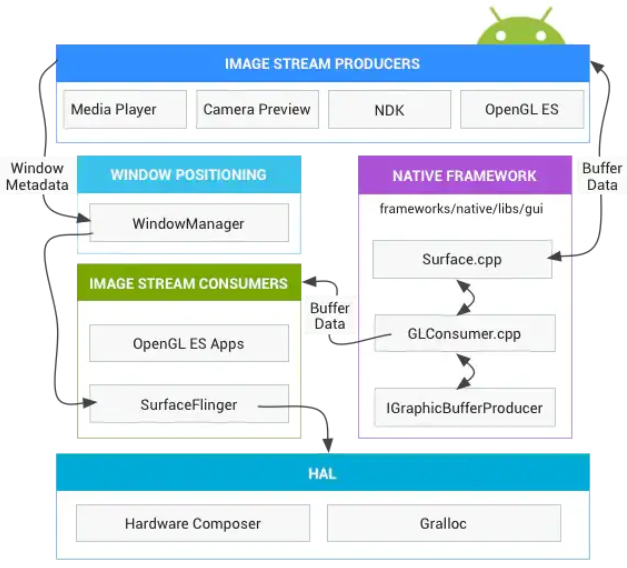 IMAGE STREAM PRODUCERS
Media Player
Camera Preview
NDK
OpenGL ES
Window
Metadata
Buffer
Data
WINDOW POSITIONING
WindowManager
NATIVE FRAMEWORK
frameworks/native/libs/gui
Surface.cpp
GLConsumer.cpp
IGraphicBufferProducer
IMAGE STREAM CONSUMERS
Buffer
Data
OpenGL ES Apps
SurfaceFlinger
HAL
Hardware Composer
Gralloc